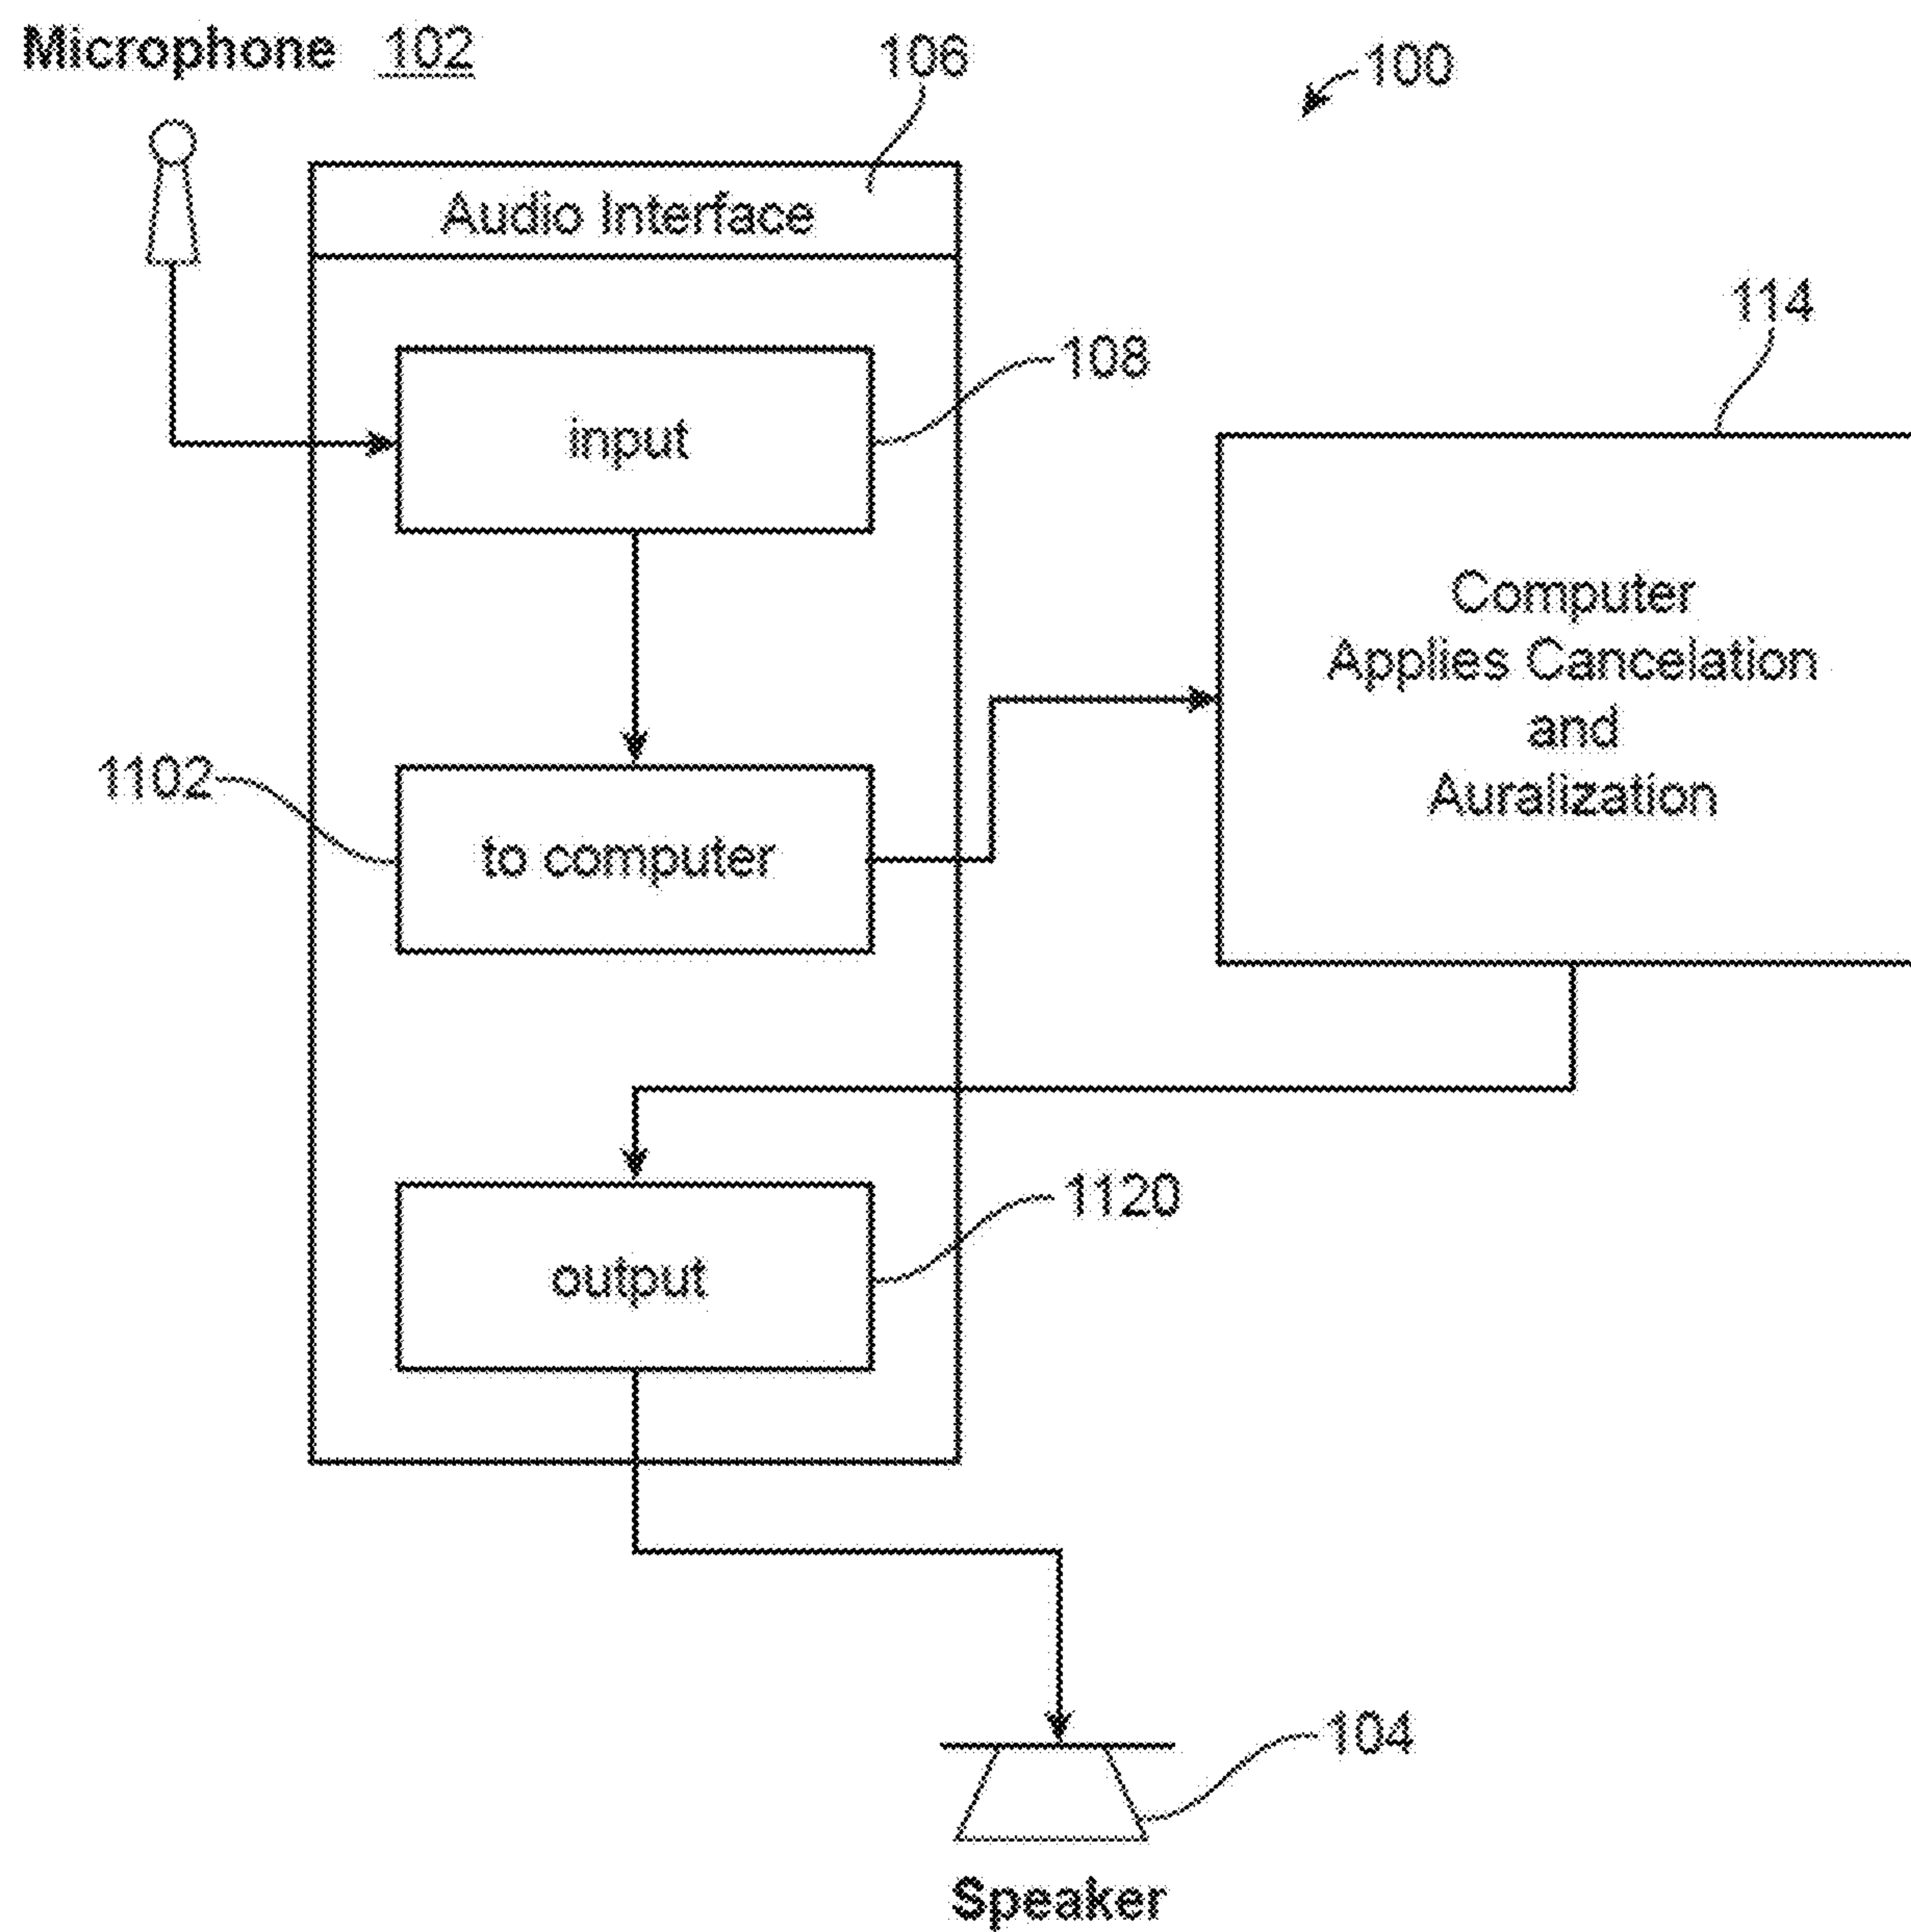 Microphone 102
106
100
Audio Interface
114
108
input
Computer
Applies Cancelation
and
Auralization
1102
to computer
1120
output
104
Speaker